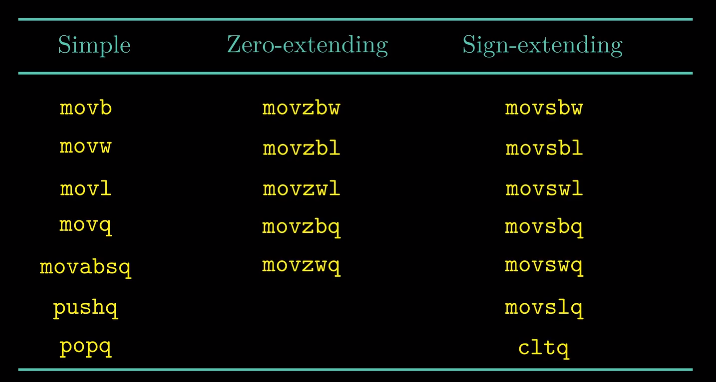 Simple Zero-extending Sign-extending
movb movzbw movsbw
movw movzbl movsbl
movl movzwl movswl
movq movzbq movsbq
movabsq movzwq movswq
pushq movslq
popq cltq